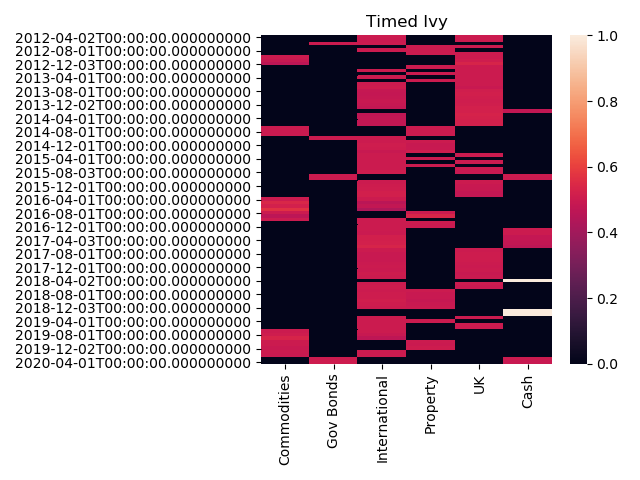 Timed Ivy
2012-04-02T00:00:00.000000000
2012-08-01T00:00:00.000000000
2012-12-03T00:00:00.000000000
2013-04-01T00:00:00.000000000
2013-08-01T00:00:00.000000000
2013-12-02T00:00:00.000000000
2014-04-01T00:00:00.000000000
2014-08-01T00:00:00.000000000
2014-12-01T00:00:00.000000000
2015-04-01T00:00:00.000000000
2015-08-03T00:00:00.000000000
2015-12-01T00:00:00.000000000
2016-04-01T00:00:00.000000000
2016-08-01T00:00:00.000000000
2016-12-01T00:00:00.000000000
2017-04-03T00:00:00.000000000
2017-08-01T00:00:00.000000000
2017-12-01T00:00:00.000000000
2018-04-02T00:00:00.000000000
2018-08-01T00:00:00.000000000
2018-12-03T00:00:00.000000000
2019-04-01T00:00:00.000000000
2019-08-01T00:00:00.000000000
2019-12-02T00:00:00.000000000
2020-04-01T00:00:00.000000000
Commodities
Gov Bonds
International
Property
UK
Cash
1.0
0.8
0.6
0.4
0.2
0.0